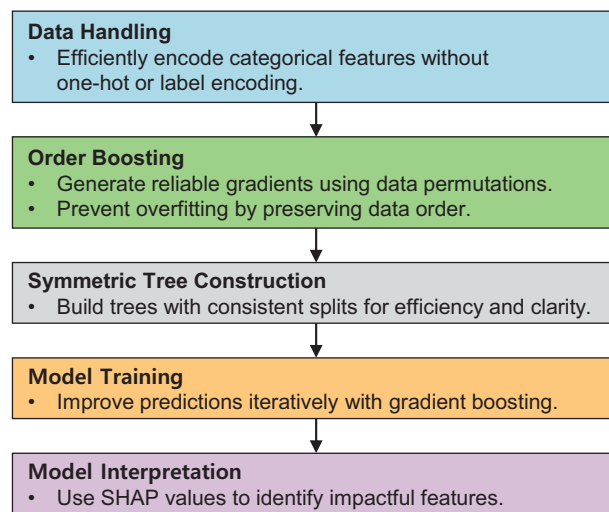 Data Handling
• Efficiently encode categorical features without
one-hot or label encoding.
Order Boosting
• Generate reliable gradients using data permutations.
• Prevent overfitting by preserving data order.
Symmetric Tree Construction
• Build trees with consistent splits for efficiency and clarity.
Model Training
• Improve predictions iteratively with gradient boosting.
Model Interpretation
• Use SHAP values to identify impactful features.